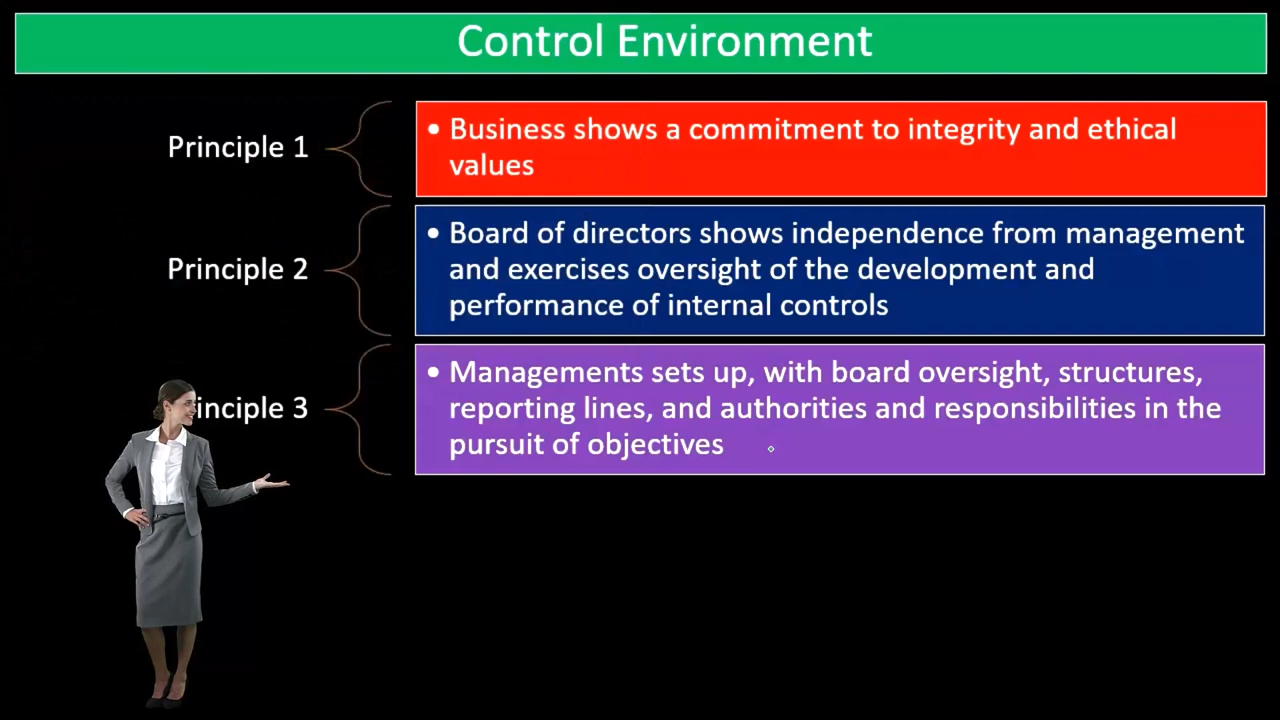 Control Environment
Principle 1
• Business shows a commitment to integrity and ethical
values
Principle 2
• Board of directors shows independence from management
and exercises oversight of the development and
performance of internal controls
inciple 3
• Managements sets up, with board oversight, structures,
reporting lines, and authorities and responsibilities in the
pursuit of objectives